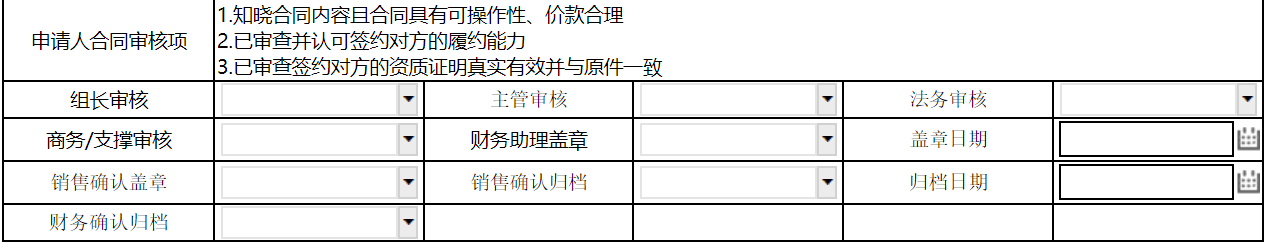 申请人合同审核项
1.知晓合同内容且合同具有可操作性、价款合理
2.已审查并认可签约对方的履约能力
3.已审查签约对方的资质证明真实有效并与原件一致
组长审核 主管审核 法务审核
商务/支撑审核 财务助理盖章 盖章日期
销售确认盖章 销售确认归档 归档日期
财务确认归档